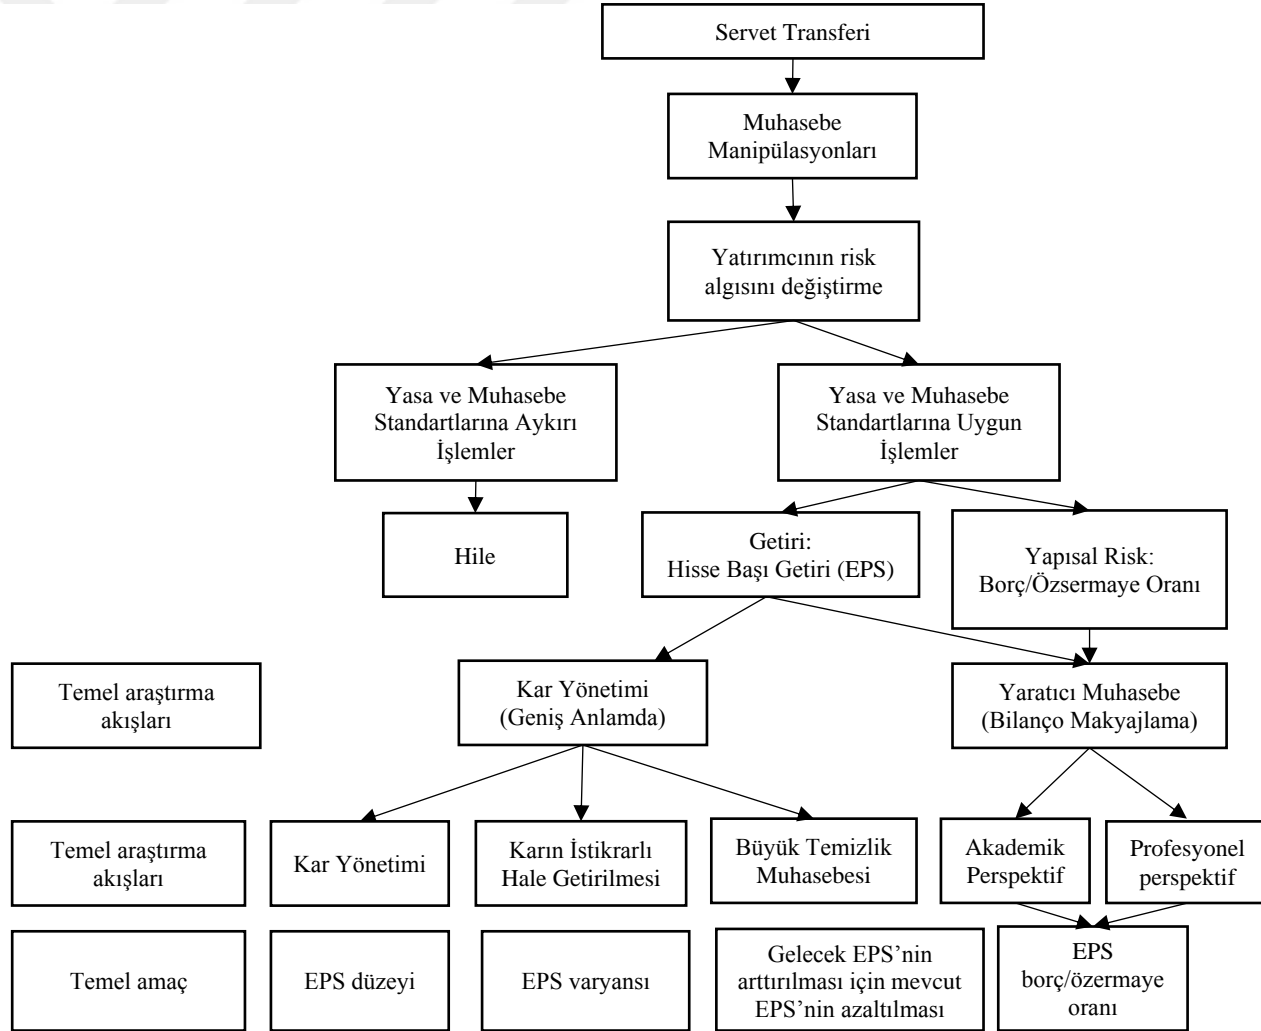 Servet Transferi
Muhasebe
Manipülasyonları
Yatırımcının risk
algısını değiştirme
Yasa ve Muhasebe
Standartlarına Aykırı
İşlemler
Yasa ve Muhasebe
Standartlarına Uygun
İşlemler
Hile
Getiri:
Hisse Başı Getiri (EPS)
Yapısal Risk:
Borç/Özsermaye Oranı
Temel araştırma
akışları
Kar Yönetimi
(Geniş Anlamda)
Yaratıcı Muhasebe
(Bilanço Makyajlama)
Temel araştırma
akışları
Kar Yönetimi
Karın İstikrarlı
Hale Getirilmesi
Büyük Temizlik
Muhasebesi
Akademik
Perspektif
Profesyonel
perspektif
Temel amaç
EPS düzeyi
EPS varyansı
Gelecek EPS’nin
arttırılması için mevcut
EPS’nin azaltılması
EPS
borç/özermaye
oranı